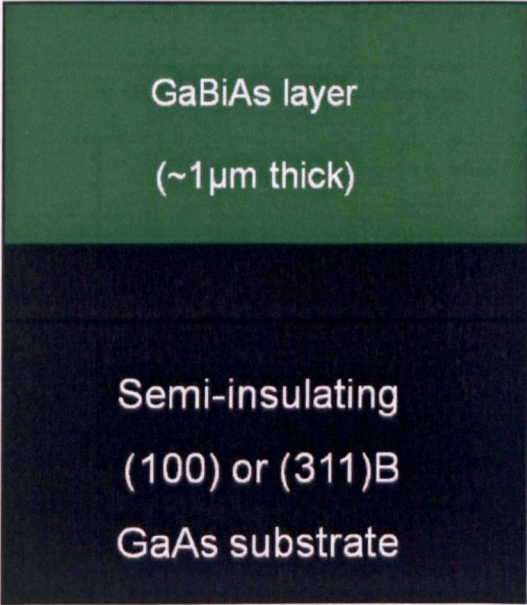 GaBiAs layer
(~1µm thick)
Semi-insulating
(100) or (311)B
GaAs substrate